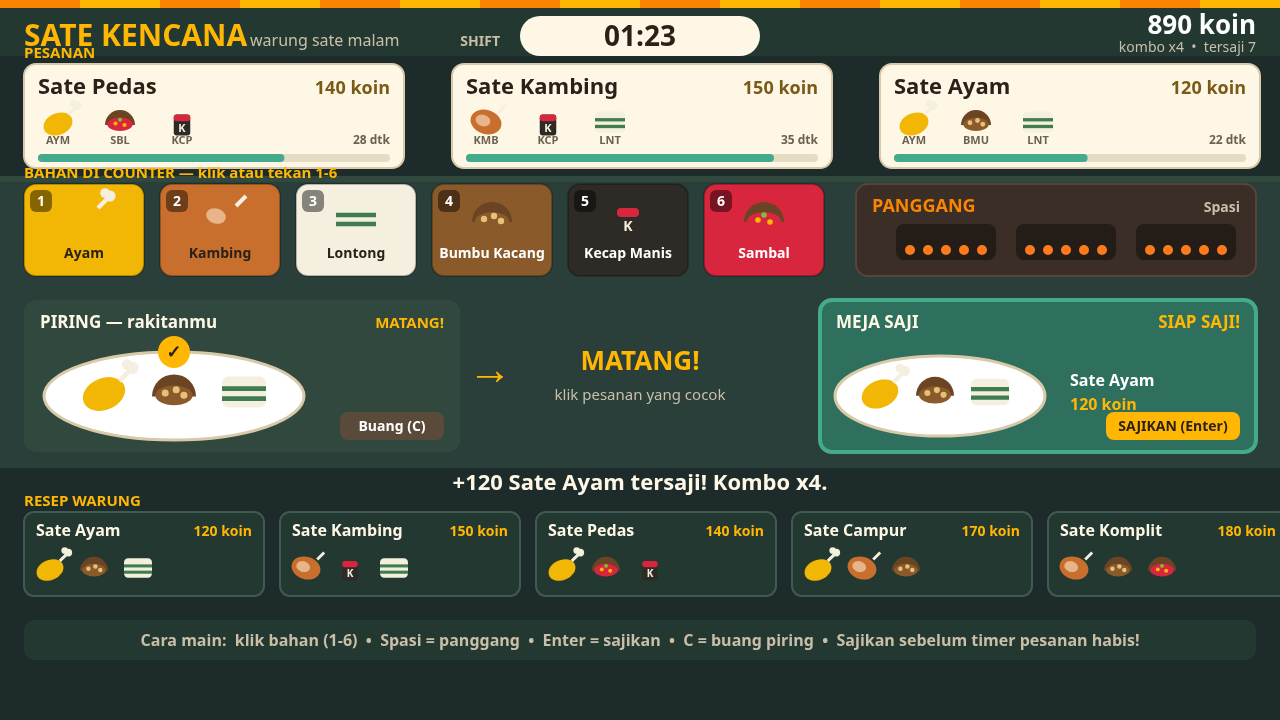 SATE KENCANA warung sate malam
SHIFT 01:23
890 koin
kombo x4 • tersaji 7
PESANAN
Sate Pedas 140 koin
AYM SBL K KCP 28 dtk
Sate Kambing 150 koin
KMB K KCP LNT 35 dtk
Sate Ayam 120 koin
AYM BMU LNT 22 dtk
BAHAN DI COUNTER — klik atau tekan 1-6
1 Ayam
2 Kambing
3 Lontong
4 Bumbu Kacang
5 K Kecap Manis
6 Sambal
PANGGANG Spasi
PIRING — rakitanmu MATANG!
✓
Buang (C)
→
MATANG!
klik pesanan yang cocok
MEJA SAJI SIAP SAJI!
Sate Ayam
120 koin
SAJIKAN (Enter)
+120 Sate Ayam tersaji! Kombo x4.
RESEP WARUNG
Sate Ayam 120 koin
Sate Kambing 150 koin
K
Sate Pedas 140 koin
K
Sate Campur 170 koin
Sate Komplit 180 koin
Cara main: klik bahan (1-6) • Spasi = panggang • Enter = sajikan • C = buang piring • Sajikan sebelum timer pesanan habis!